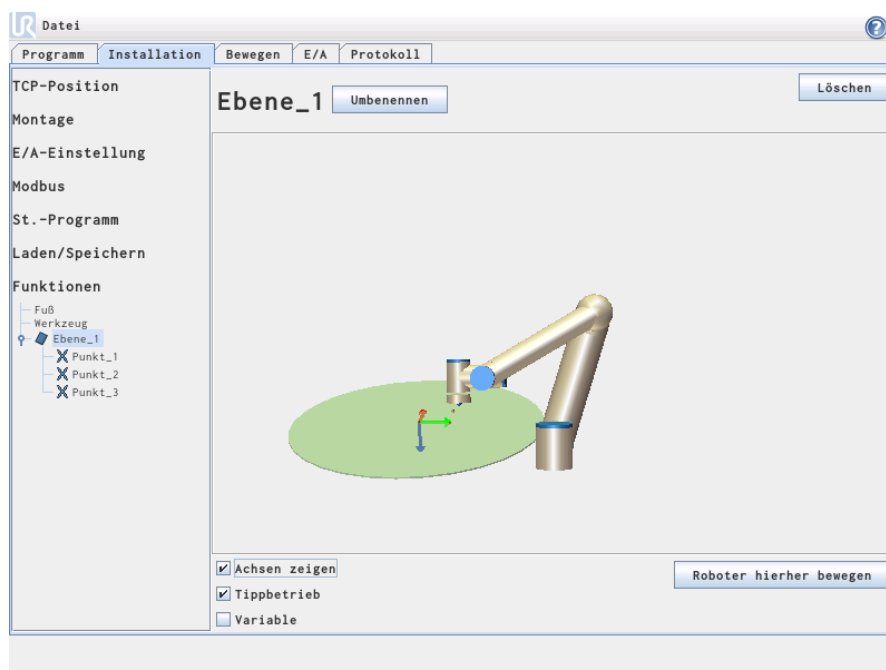 UR Datei
?
Programm Installation Bewegen E/A Protokoll
TCP-Position
Montage
E/A-Einstellung
Modbus
St.-Programm
Laden/Speichern
Funktionen
Fuß
Werkzeug
Ebene_1
Punkt_1
Punkt_2
Punkt_3
Ebene_1 Umbenennen
Löschen
Achsen zeigen
Tippbetrieb
Variable
Roboter hierher bewegen